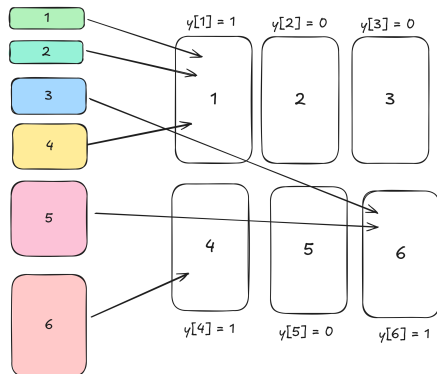 1
2
3
4
5
6
y[1] = 1
y[2] = 0
y[3] = 0
1
2
3
4
5
6
y[4] = 1
y[5] = 0
y[6] = 1